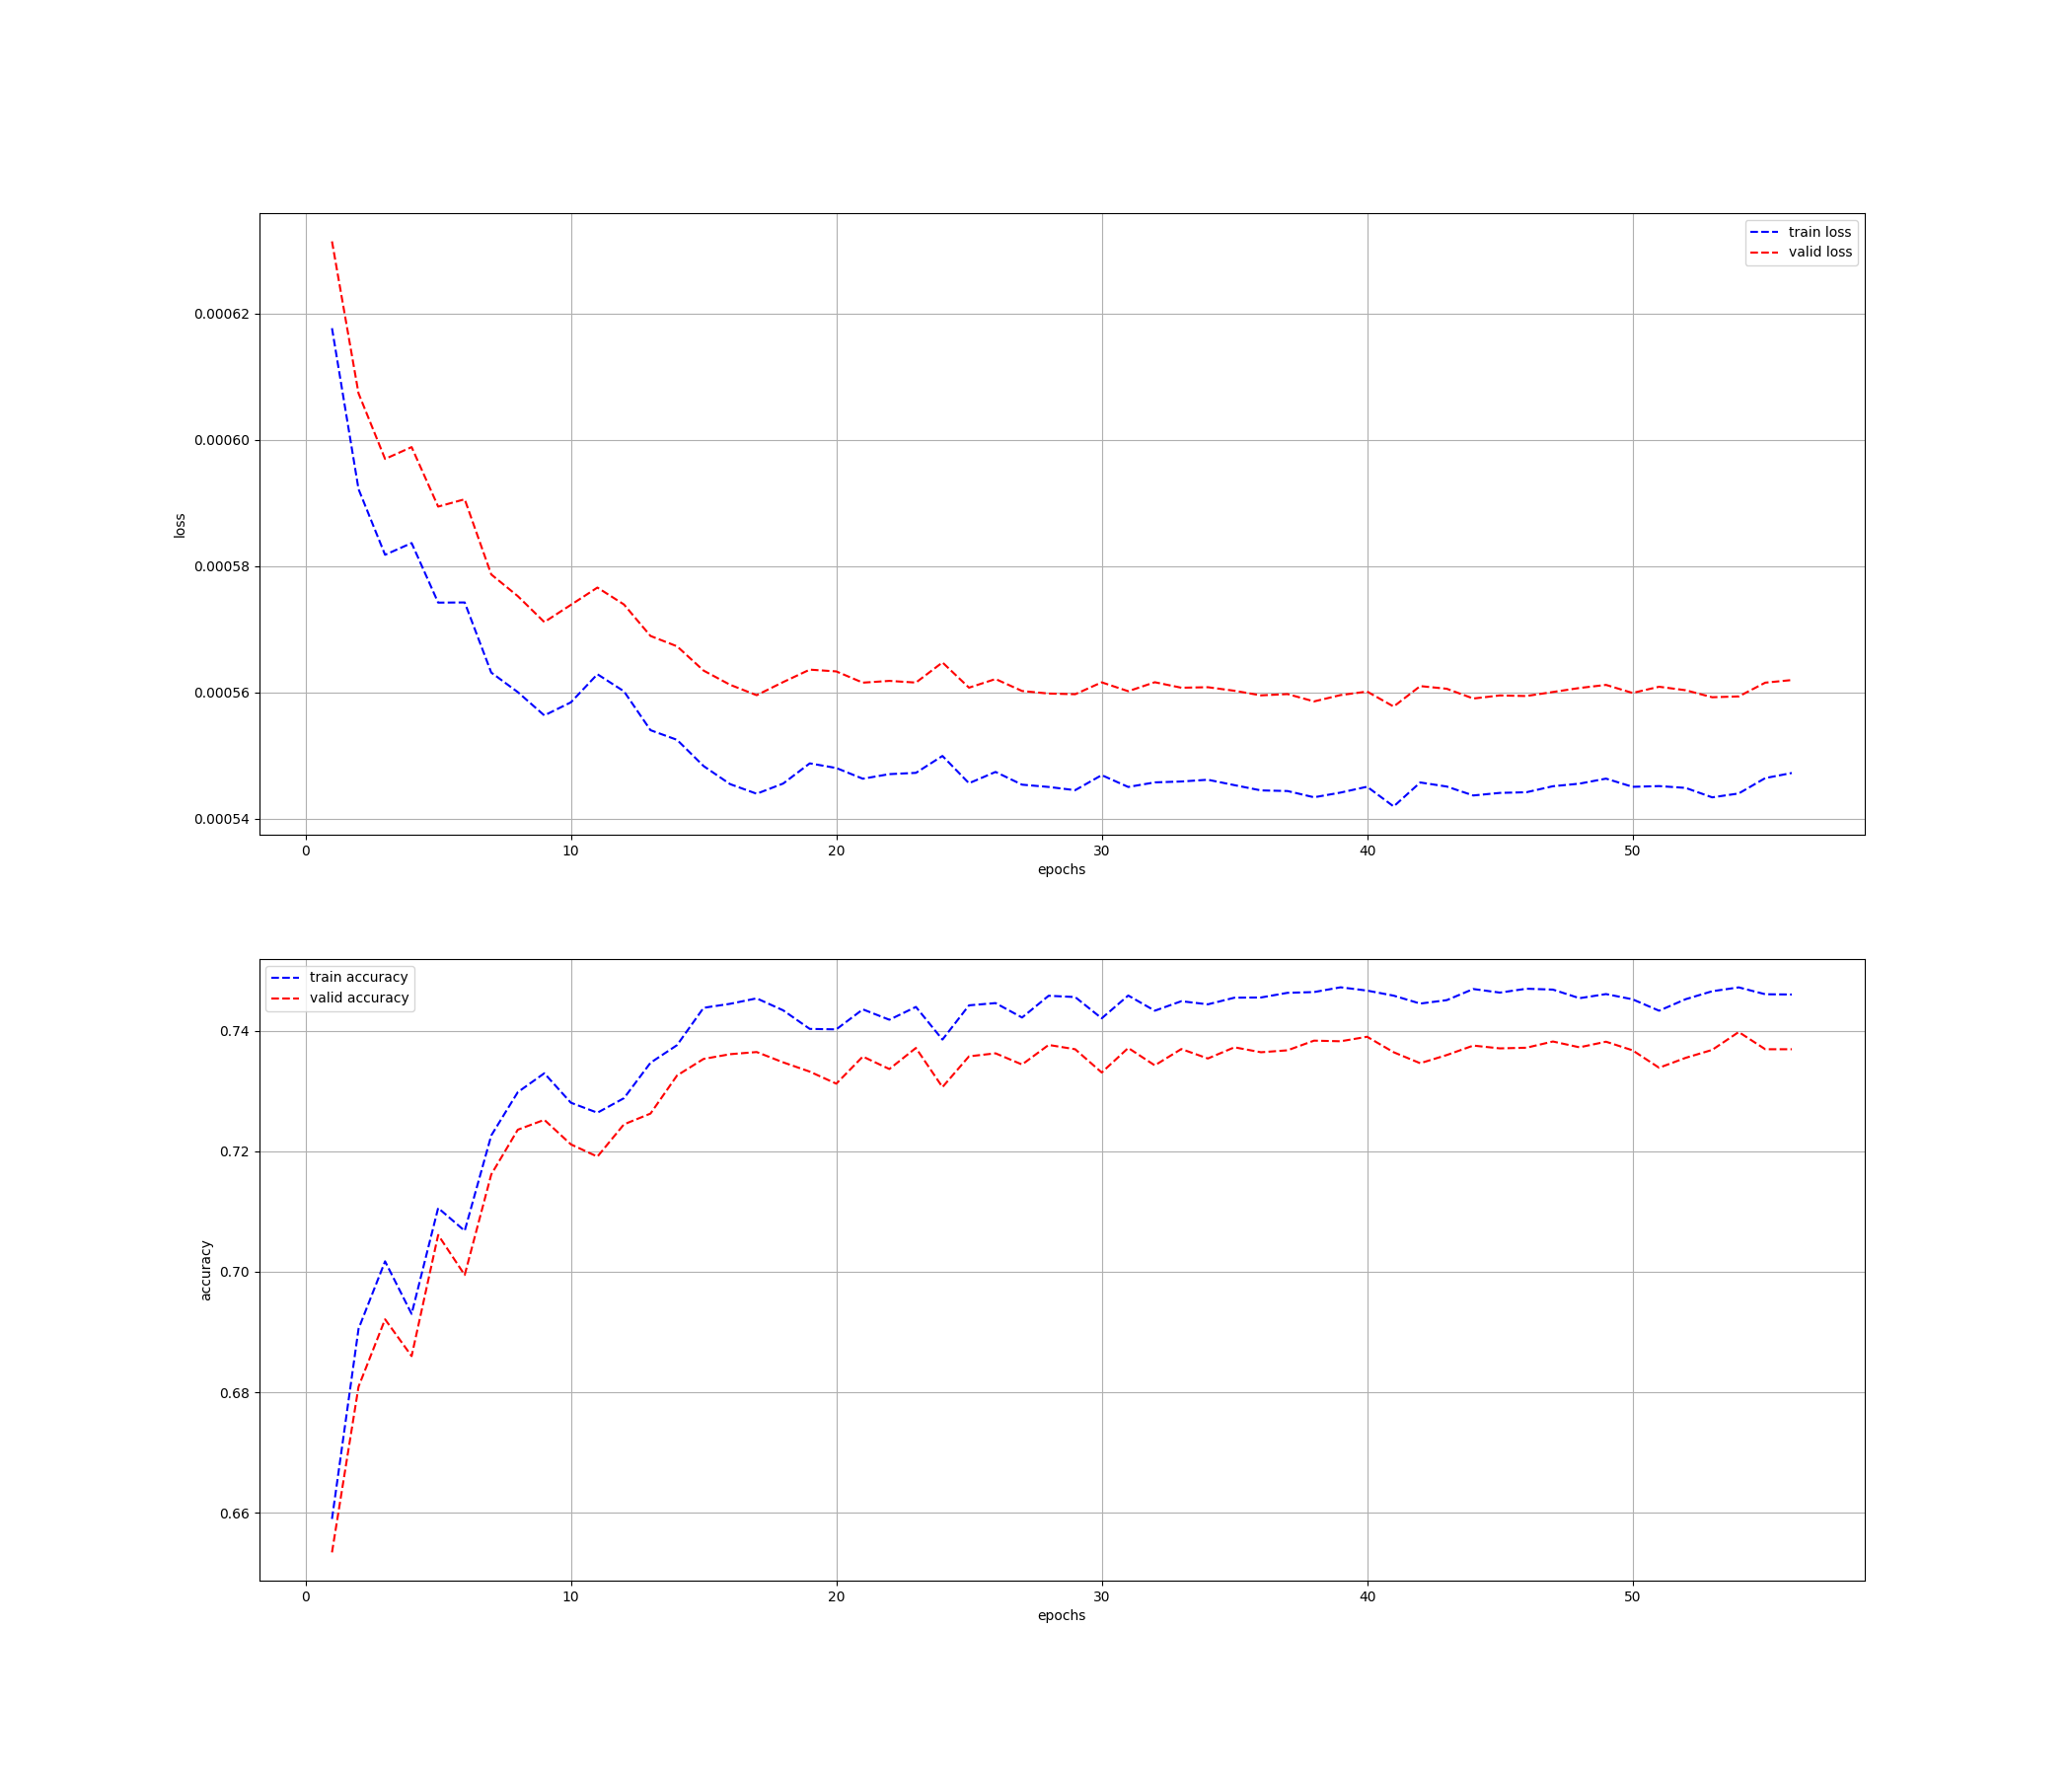 train loss
valid loss
0.00062
0.00060
0.00058
0.00056
0.00054
loss
0 10 20 30 40 50
epochs
train accuracy
valid accuracy
0.74
0.72
0.70
0.68
0.66
accuracy
0 10 20 30 40 50
epochs